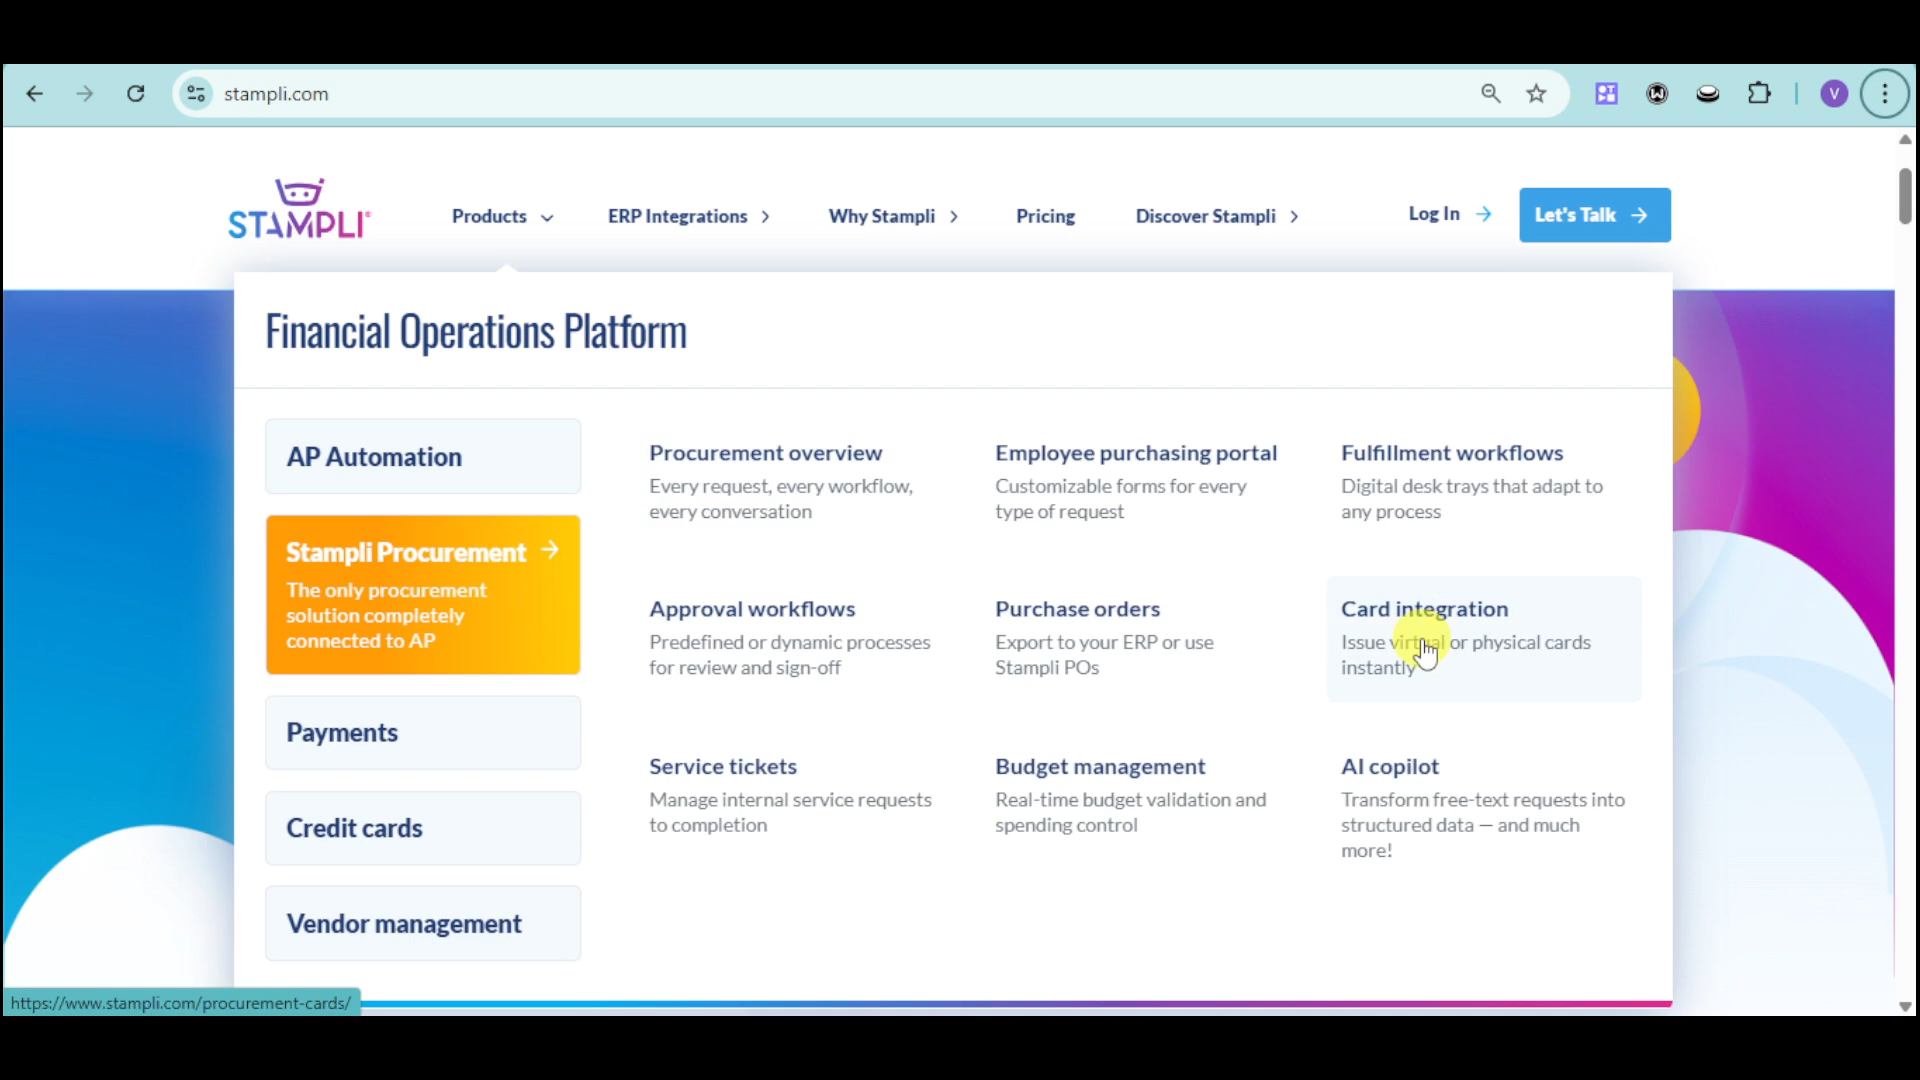 stampli.com
V
STAMPLI
Products
ERP Integrations
Why Stampli
Pricing
Discover Stampli
Log In
Let's Talk
Financial Operations Platform
AP Automation
Stampli Procurement
The only procurement
solution completely
connected to AP
Payments
Credit cards
Vendor management
Procurement overview
Every request, every workflow,
every conversation
Employee purchasing portal
Customizable forms for every
type of request
Fulfillment workflows
Digital desk trays that adapt to
any process
Approval workflows
Predefined or dynamic processes
for review and sign-off
Purchase orders
Export to your ERP or use
Stampli POs
Card integration
Issue virtual or physical cards
instantly
Service tickets
Manage internal service requests
to completion
Budget management
Real-time budget validation and
spending control
AI copilot
Transform free-text requests into
structured data — and much
more!
https://www.stampli.com/procurement-cards/